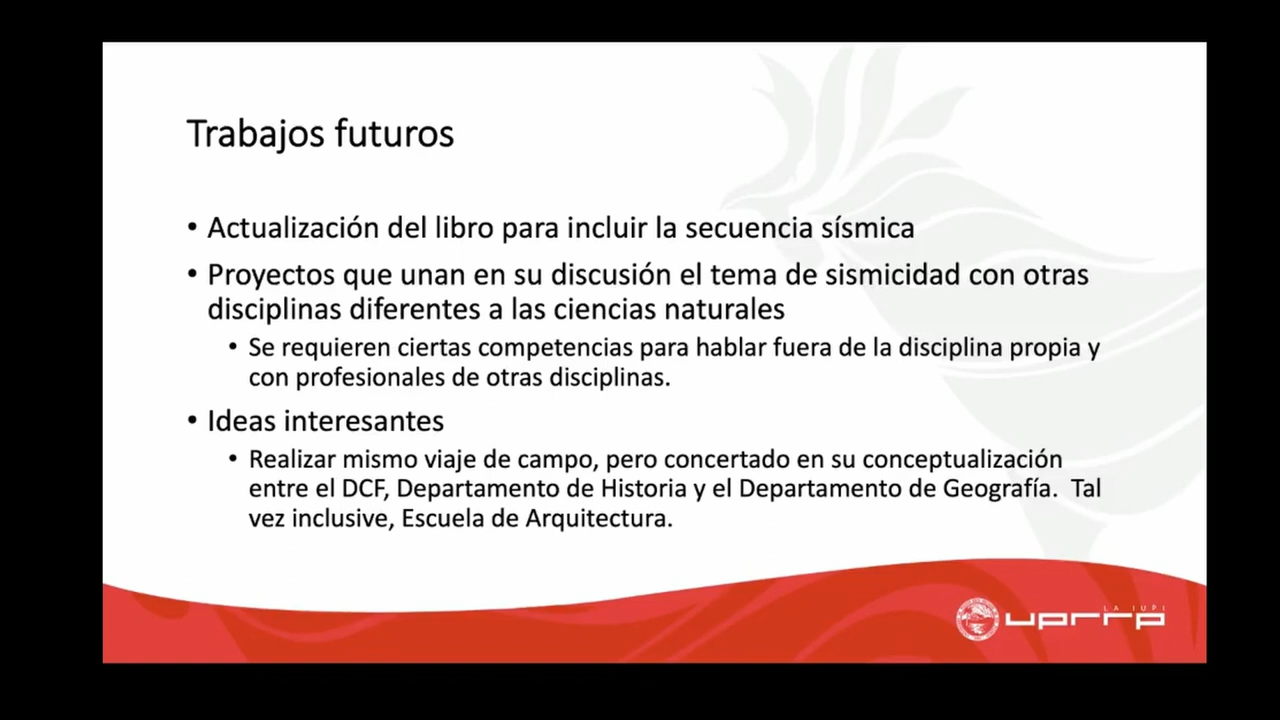 Trabajos futuros
• Actualización del libro para incluir la secuencia sísmica
• Proyectos que unan en su discusión el tema de sismicidad con otras
disciplinas diferentes a las ciencias naturales
• Se requieren ciertas competencias para hablar fuera de la disciplina propia y
con profesionales de otras disciplinas.
• Ideas interesantes
• Realizar mismo viaje de campo, pero concertado en su conceptualización
entre el DCF, Departamento de Historia y el Departamento de Geografía. Tal
vez inclusive, Escuela de Arquitectura.
LA IUPI
uprrp